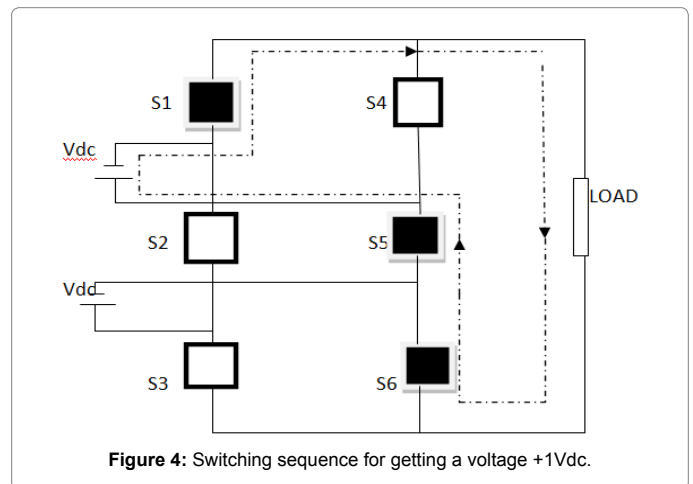 S1
S4
Vdc
LOAD
S2
S5
Vdc
S3
S6
Figure 4: Switching sequence for getting a voltage +1Vdc.